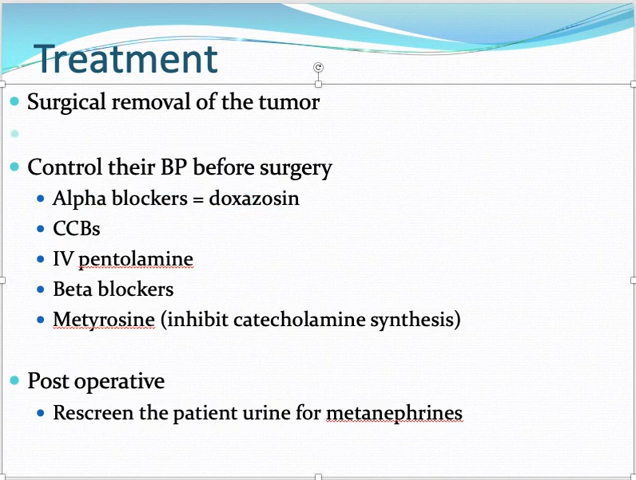 Treatment
Surgical removal of the tumor
Control their BP before surgery
Alpha blockers = doxazosin
CCBs
IV pentolamine
Beta blockers
Metyrosine (inhibit catecholamine synthesis)
Post operative
Rescreen the patient urine for metanephrines